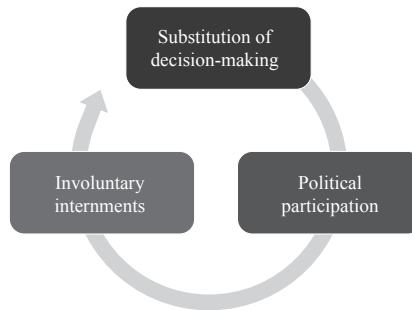 Substitution of
decision-making
Involuntary
internments
Political
participation